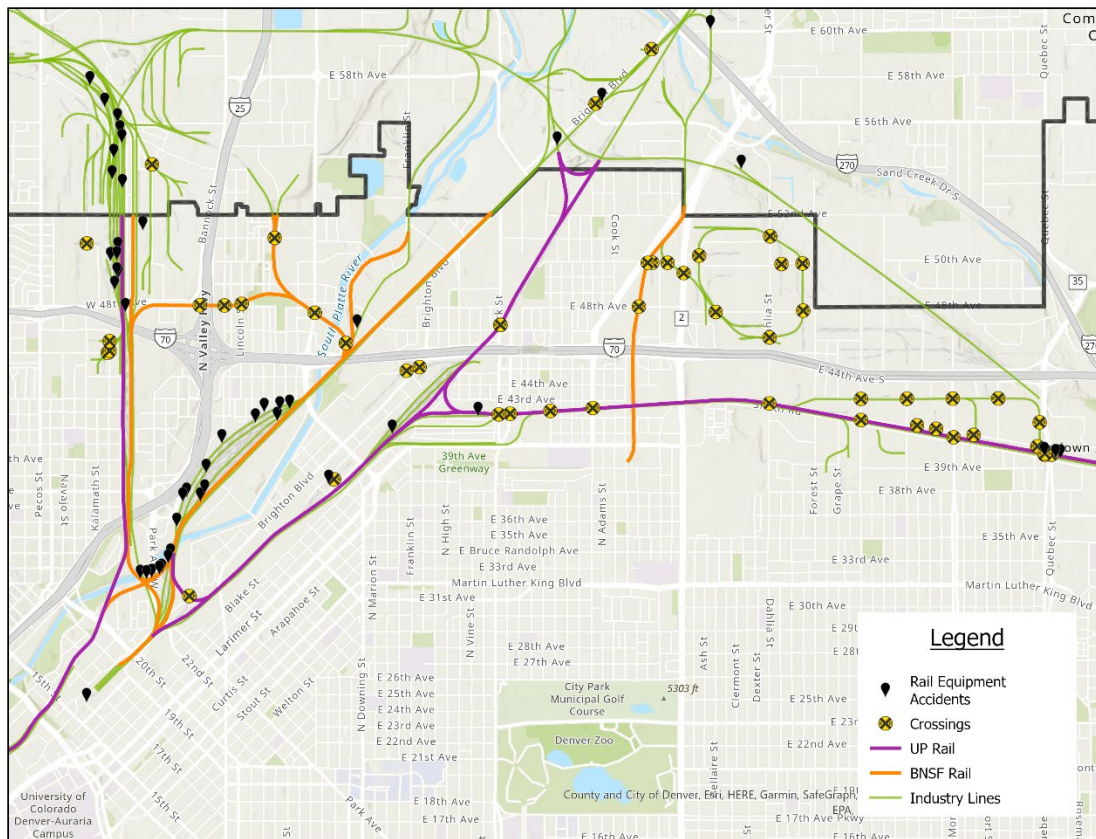 Com
C
E 60th Ave
Quebec St
E 58th Ave
E 58th Ave
25
Franklin St
E 56th Ave
270
Sand Creek Dr S
Bannock St
E 52nd Ave
Quebec St
Cook St
South Platte River
Brighton Blvd
E 50th Ave
35
W 48th Ave
E 48th Ave
E 48th Ave
2
Dahlia St
N Valley Hwy
Lincoln St
70
70
270
E 44th Ave
E 43rd Ave
E 44th Ave S
39th Ave
Greenway
E 39th Ave
E 38th Ave
Forest St
Grape St
Pecos St
Navajo St
Kalamath St
Brighton Blvd
N Adams St
E 36th Ave
E 35th Ave
E Bruce Randolph Ave
E 33rd Ave
Martin Luther King Blvd
E 31st Ave
Franklin St
N High St
N Marion St
E 35th Ave
E 33rd Ave
Quebec St
Martin Luther King Blvd
Blake St
Larimer St
Arapahoe St
N Vine St
Dahlia St
E 30th Ave
E 29th
E 28th
E 28th Ave
E 27th Ave
Ash St
Clermont St
Dexter St
15th St
20th St
22nd St
Curtis St
Stout St
Welton St
19th St
17th St
15th St
N Downing St
E 26th Ave
E 25th Ave
E 24th Ave
E 23rd Ave
E 22nd Ave
E 21st Ave
City Park
Municipal Golf
Course
5303 ft
Denver Zoo
E 25th Ave
E 23
E 22nd Ave
E 18th Ave
E 17th Ave
E 16th Ave
Park Ave
University of
Colorado
Denver-Auraria
Campus
E 17th Ave Pkwy
E 16th Ave
Legend
Rail Equipment
Accidents
Crossings
UP Rail
BNSF Rail
Industry Lines
County and City of Denver, Esri, HERE, Garmin, SafeGraph,
EPA,